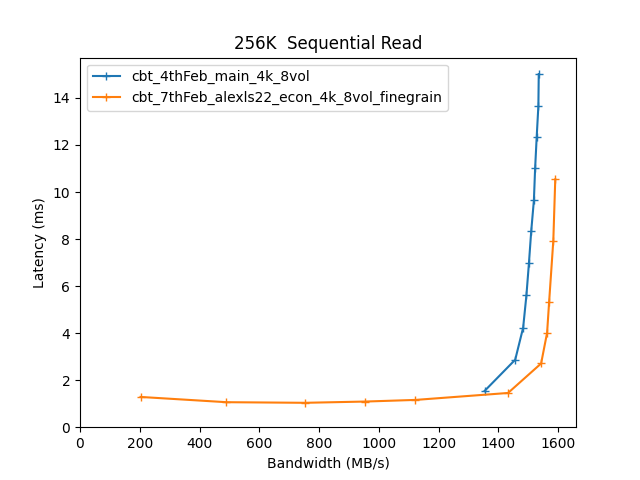 256K  Sequential Read
cbt_4thFeb_main_4k_8vol
cbt_7thFeb_alexls22_econ_4k_8vol_finegrain
14
12
10
8
6
4
2
0
Latency (ms)
0 200 400 600 800 1000 1200 1400 1600
Bandwidth (MB/s)